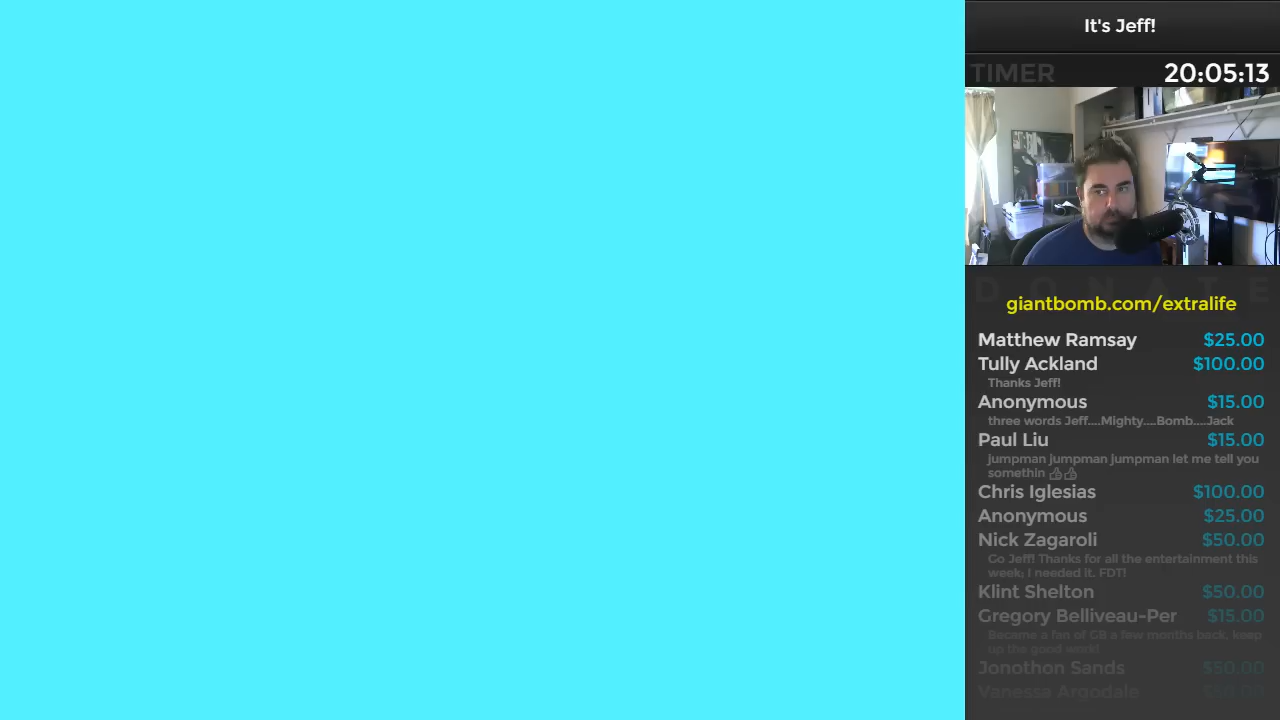 It's Jeff!
TIMER 20:05:13
DONATE
giantbomb.com/extralife
Matthew Ramsay $25.00
Tully Ackland $100.00
Thanks Jeff!
Anonymous $15.00
three words Jeff....Mighty....Bomb....Jack
Paul Liu $15.00
jumpman jumpman jumpman let me tell you
somethin 👍👍
Chris Iglesias $100.00
Anonymous $25.00
Nick Zagaroli $50.00
Go Jeff! Thanks for all the entertainment this
week; I needed it. FDT!
Klint Shelton $50.00
Gregory Belliveau-Per $15.00
Became a fan of GB a few months back, keep
up the good work!
Jonothon Sands $50.00
Vanessa Argodale